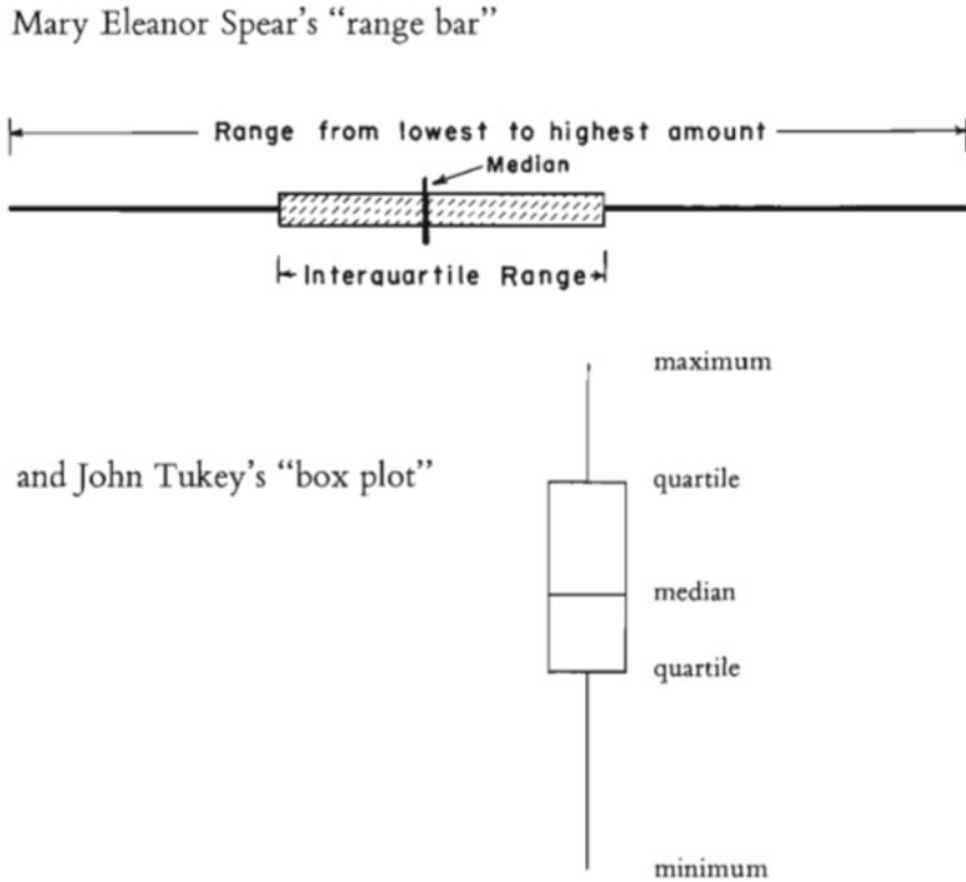 Mary Eleanor Spear’s “range bar”
Range from lowest to highest amount
Median
Interquartile Range
maximum
and John Tukey’s “box plot”
quartile
median
quartile
minimum